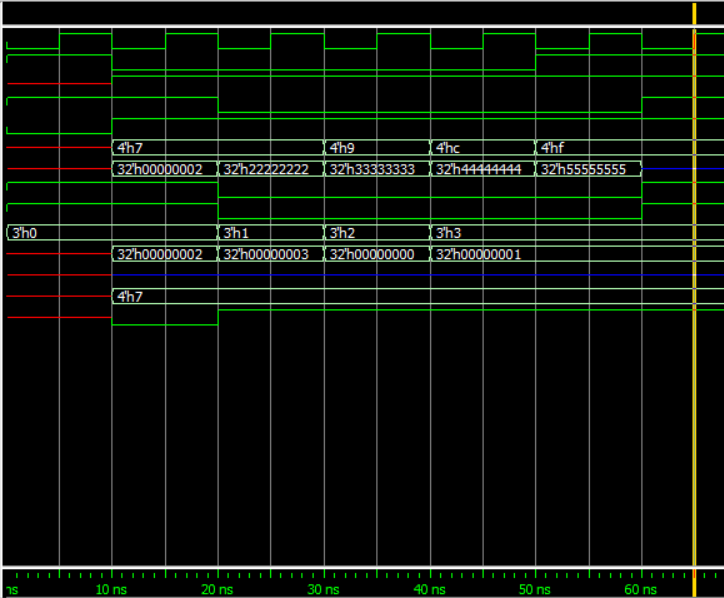 4'h7 4'h9 4'hc 4'hf
32'h00000002 32'h22222222 32'h33333333 32'h44444444 32'h55555555
3'h0 3'h1 3'h2 3'h3
32'h00000002 32'h00000003 32'h00000000 32'h00000001
4'h7
ns 10 ns 20 ns 30 ns 40 ns 50 ns 60 ns